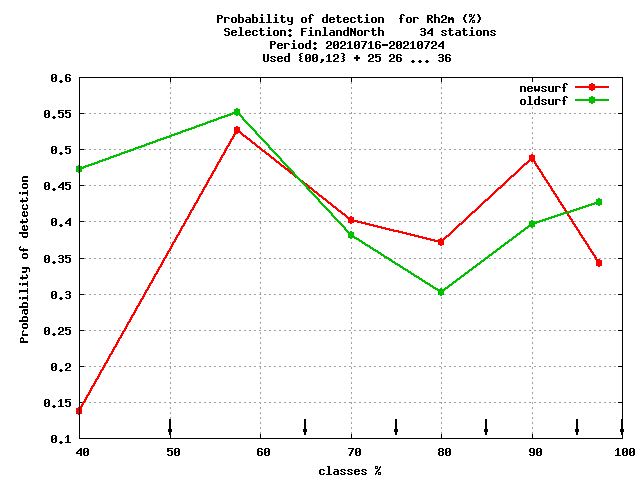 Probability of detection  for Rh2m (%)
Selection: FinlandNorth     34 stations
Period: 20210716-20210724
Used {00,12} + 25 26 ... 36
newsurf
oldsurf
0.6
0.55
0.5
0.45
0.4
0.35
0.3
0.25
0.2
0.15
0.1
Probability of detection
40 50 60 70 80 90 100
classes %